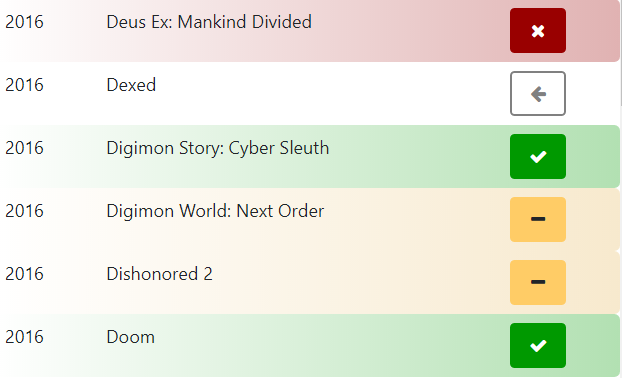 2016 Deus Ex: Mankind Divided
2016 Dexed
2016 Digimon Story: Cyber Sleuth
2016 Digimon World: Next Order
2016 Dishonored 2
2016 Doom